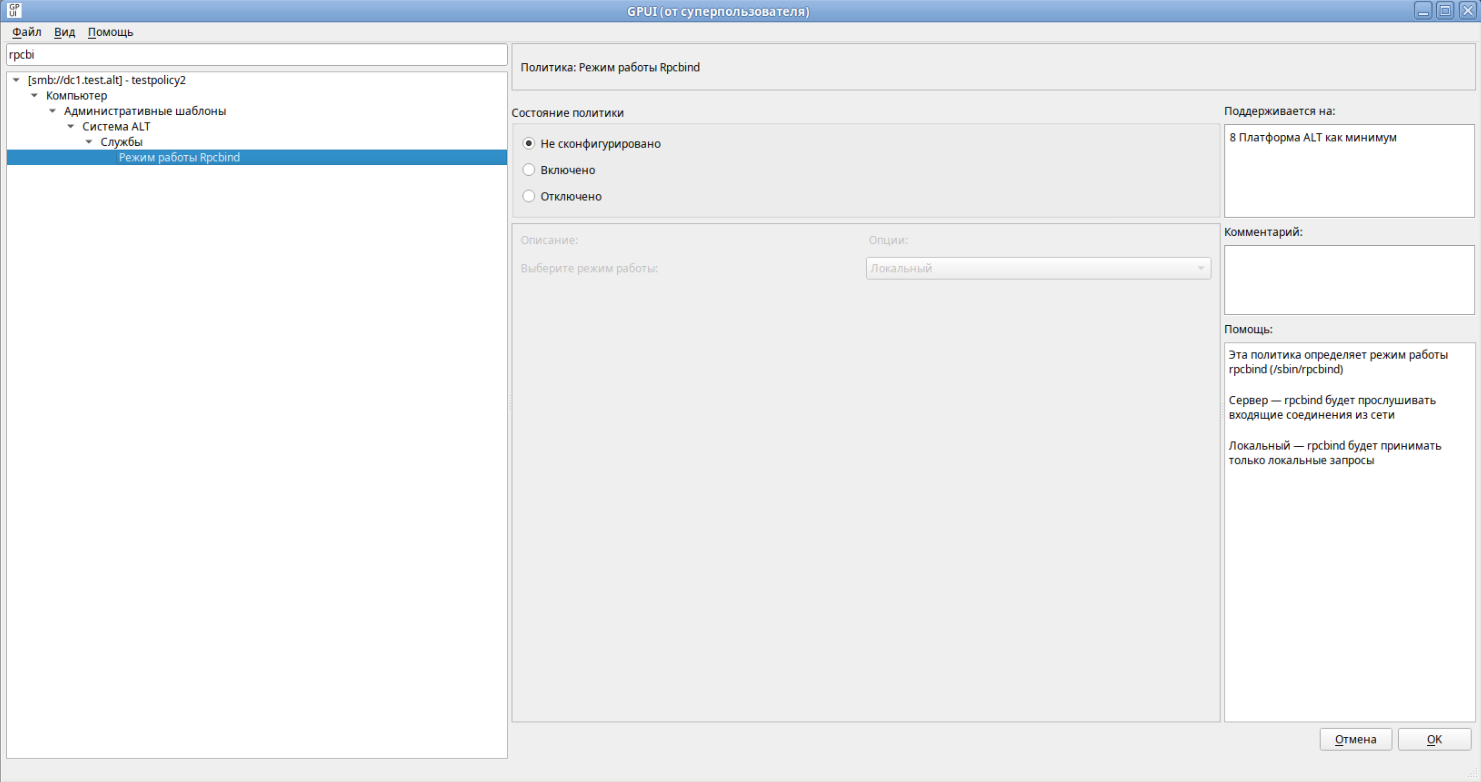 GPUI (от суперпользователя)
GP
UI
Файл Вид Помощь
rpcbi
[smb://dc1.test.alt] - testpolicy2
Компьютер
Административные шаблоны
Система ALT
Службы
Режим работы Rpcbind
Политика: Режим работы Rpcbind
Состояние политики
Не сконфигурировано
Включено
Отключено
Описание: Опции:
Выберите режим работы: Локальный
Поддерживается на:
8 Платформа ALT как минимум
Комментарий:
Помощь:
Эта политика определяет режим работы
rpcbind (/sbin/rpcbind)
Сервер — rpcbind будет прослушивать
входящие соединения из сети
Локальный — rpcbind будет принимать
только локальные запросы
Отмена OK